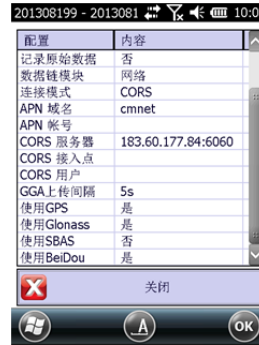 201308199 - 2013081 10:0
配置 内容
记录原始数据 否
数据链模块 网络
连接模式 CORS
APN 域名 cmnet
APN 帐号
CORS 服务器 183.60.177.84:6060
CORS 接入点
CORS 用户
GGA上传间隔 5s
使用GPS 是
使用Glonass 是
使用SBAS 否
使用BeiDou 是
关闭
A OK